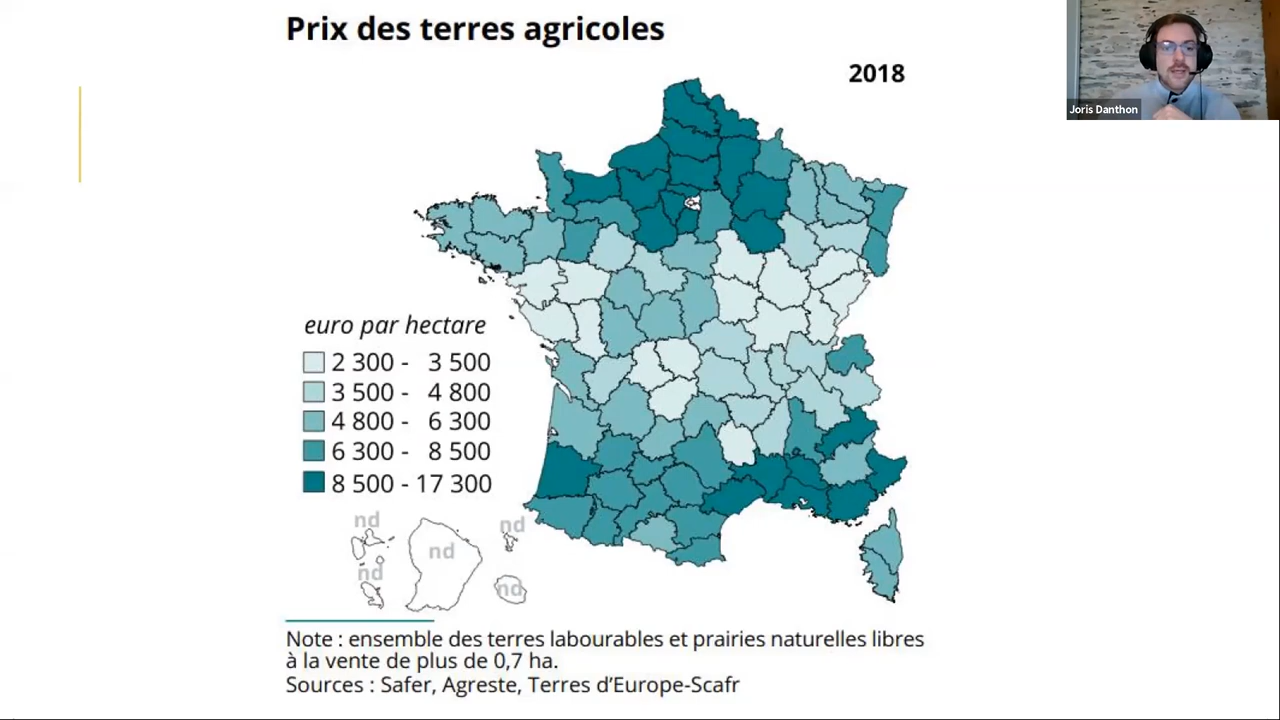 Prix des terres agricoles
2018
Joris Danthon
euro par hectare
2 300 - 3 500
3 500 - 4 800
4 800 - 6 300
6 300 - 8 500
8 500 - 17 300
nd
nd
nd
nd
nd
Note : ensemble des terres labourables et prairies naturelles libres
à la vente de plus de 0,7 ha.
Sources : Safer, Agreste, Terres d'Europe-Scafr